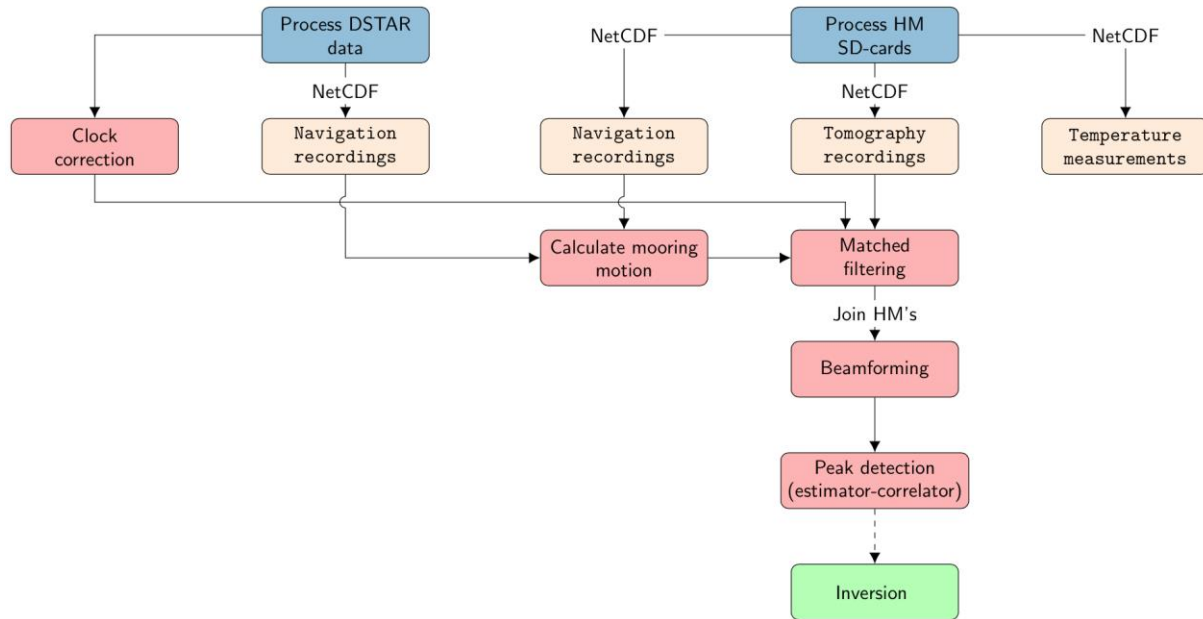 Process DSTAR
data
Process HM
SD-cards
NetCDF
NetCDF
NetCDF
NetCDF
Clock
correction
Navigation
recordings
Navigation
recordings
Tomography
recordings
Temperature
measurements
Calculate mooring
motion
Matched
filtering
Join HM's
Beamforming
Peak detection
(estimator-correlator)
Inversion